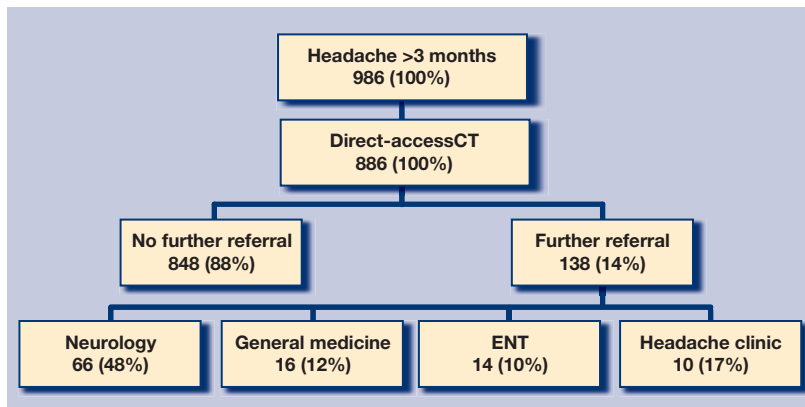 Headache >3 months
986 (100%)
Direct-accessCT
886 (100%)
No further referral
848 (88%)
Further referral
138 (14%)
Neurology
66 (48%)
General medicine
16 (12%)
ENT
14 (10%)
Headache clinic
10 (17%)